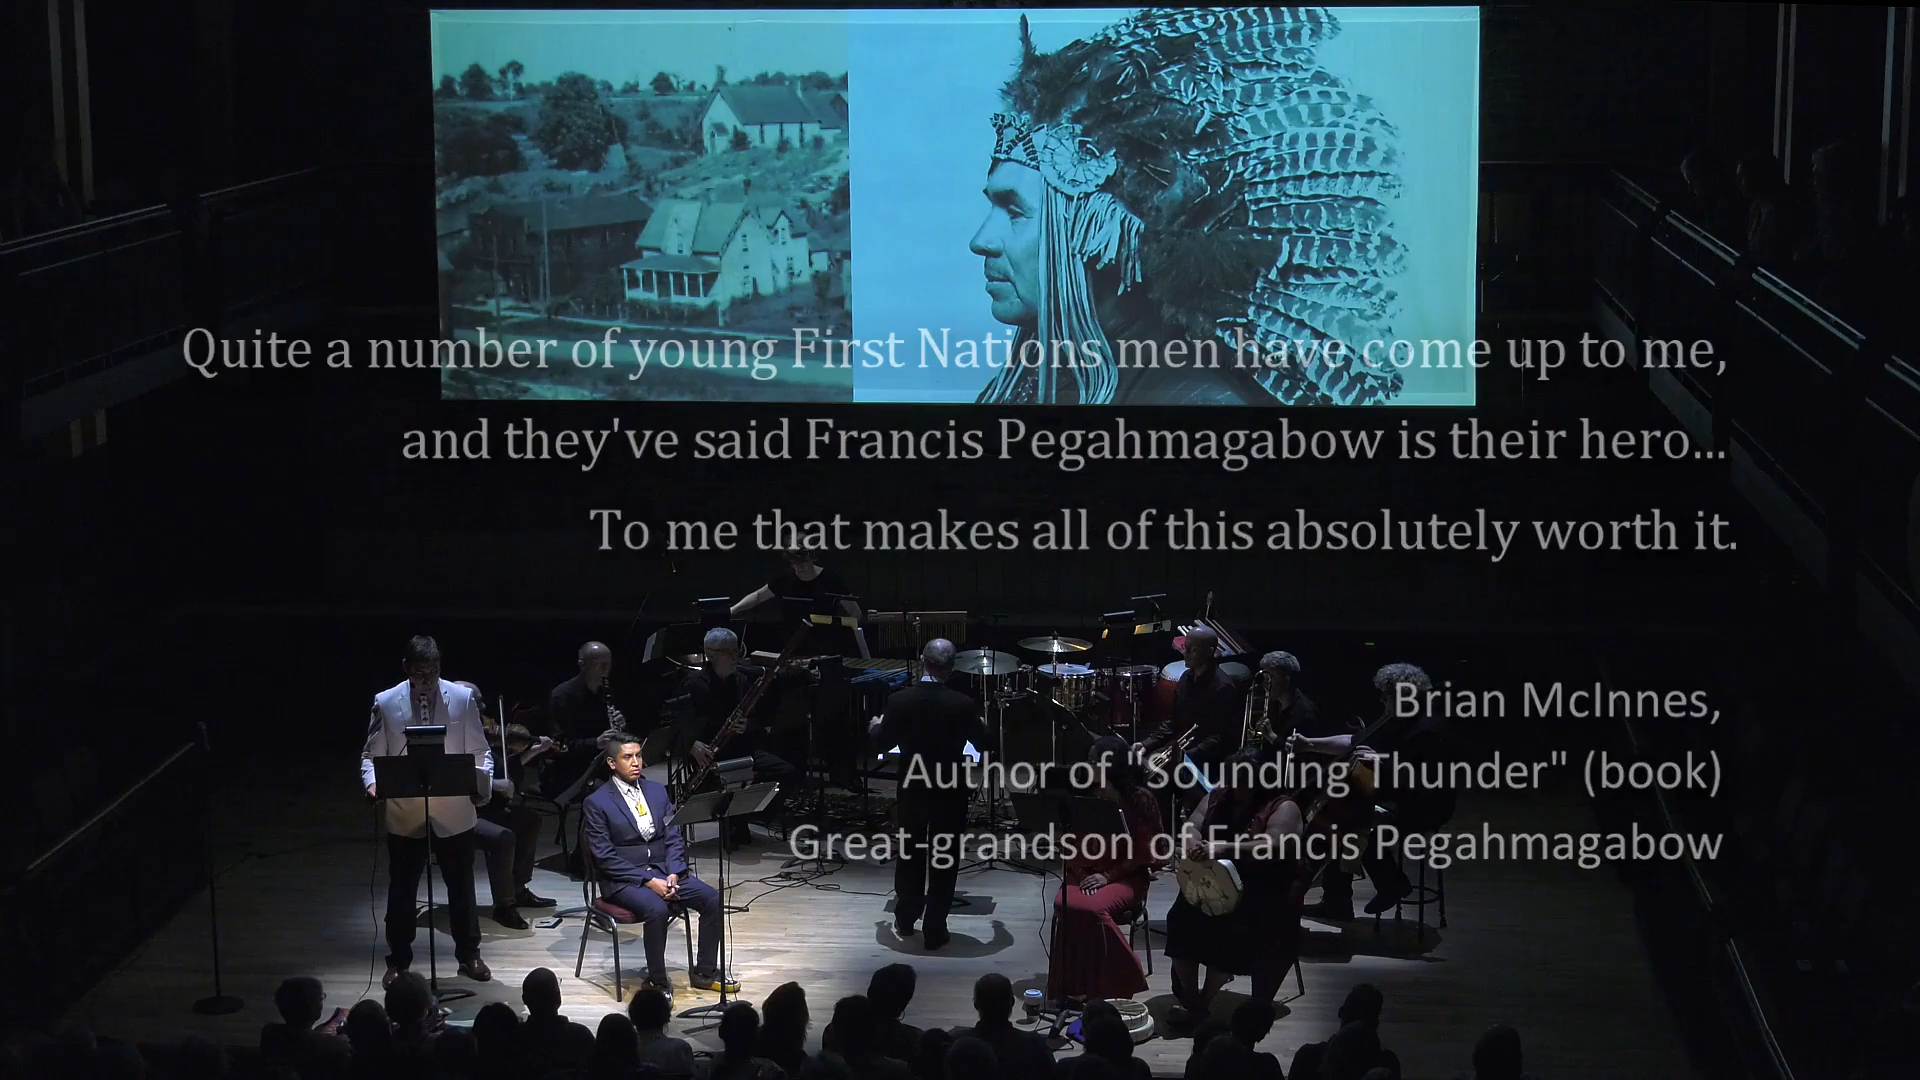 Quite a number of young First Nations men have come up to me,
and they've said Francis Pegahmagabow is their hero...
To me that makes all of this absolutely worth it.
Brian McInnes,
Author of "Sounding Thunder" (book)
Great-grandson of Francis Pegahmagabow